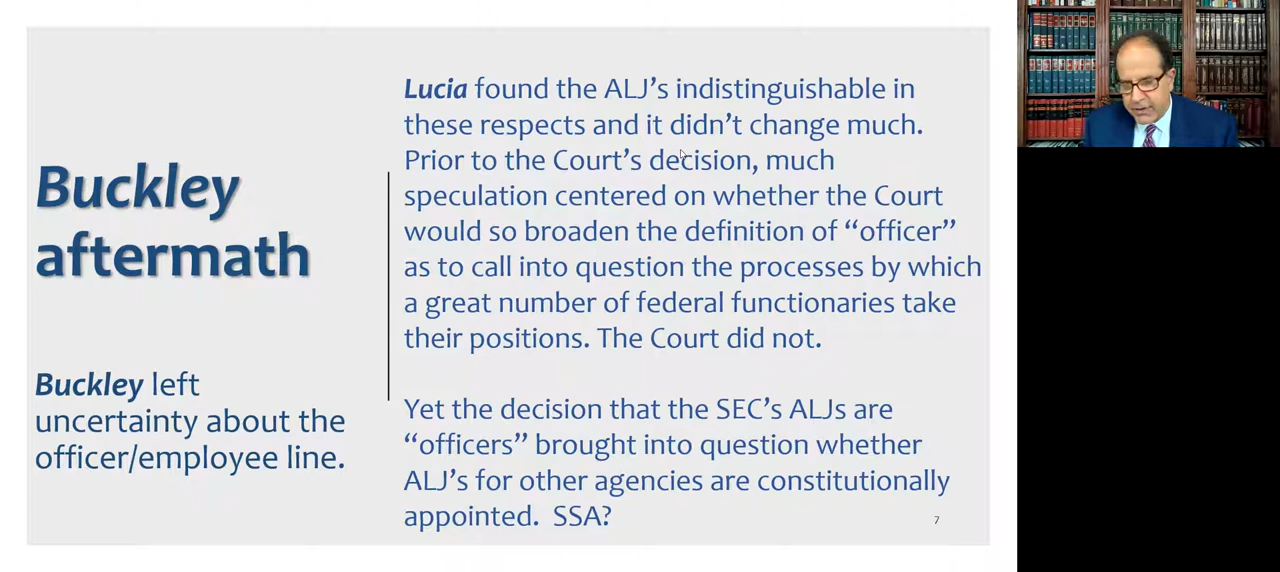 Buckley
aftermath
Buckley left
uncertainty about the
officer/employee line.
Lucia found the ALJ’s indistinguishable in
these respects and it didn’t change much.
Prior to the Court’s decision, much
speculation centered on whether the Court
would so broaden the definition of “officer”
as to call into question the processes by which
a great number of federal functionaries take
their positions. The Court did not.
Yet the decision that the SEC’s ALJs are
“officers” brought into question whether
ALJ’s for other agencies are constitutionally
appointed.  SSA?
7